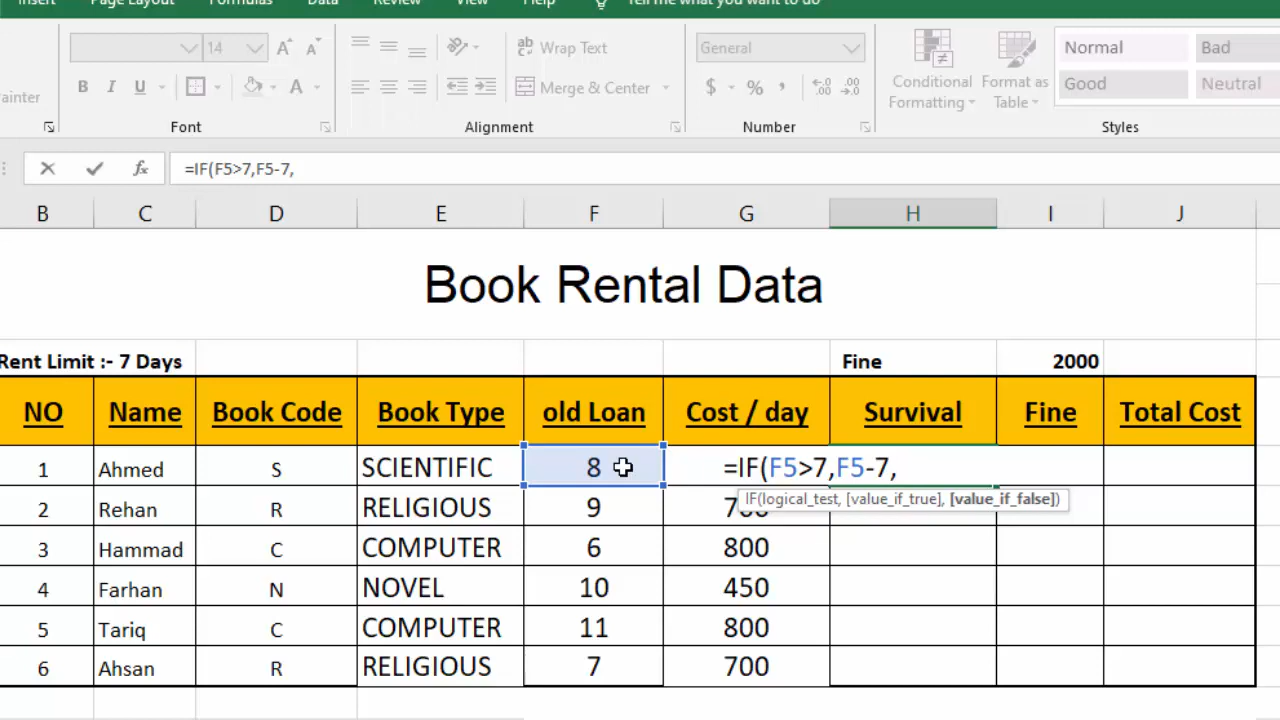 Insert Page Layout Formulas Data Review View Help Tell me what you want to do
14 A A ab Wrap Text General Normal Bad
Painter B I U A Merge & Center $ % , Conditional Formatting Format as Table Good Neutral
Font Alignment Number Styles
fx =IF(F5>7,F5-7,
B C D E F G H I J
Book Rental Data
Rent Limit :- 7 Days Fine 2000
NO Name Book Code Book Type old Loan Cost / day Survival Fine Total Cost
1 Ahmed S SCIENTIFIC 8 =IF(F5>7,F5-7,
IF(logical_test, [value_if_true], [value_if_false])
2 Rehan R RELIGIOUS 9 700
3 Hammad C COMPUTER 6 800
4 Farhan N NOVEL 10 450
5 Tariq C COMPUTER 11 800
6 Ahsan R RELIGIOUS 7 700